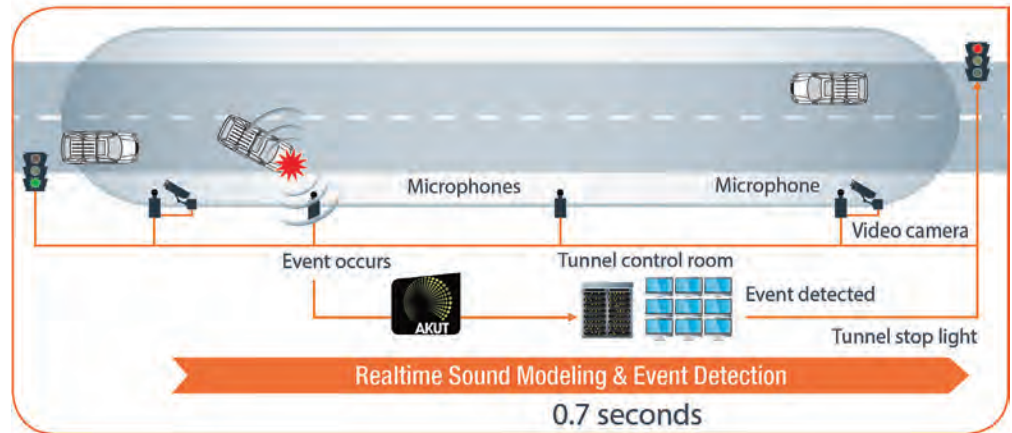 Microphones
Microphone
Video camera
Event occurs
Tunnel control room
AKUT
Event detected
Tunnel stop light
Realtime Sound Modeling & Event Detection
0.7 seconds